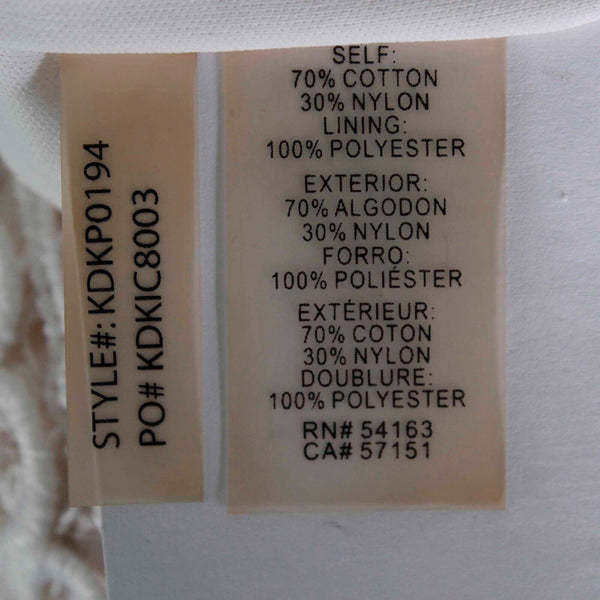 STYLE#: KDKP0194
PO# KDKIC8003
SELF:
70% COTTON
30% NYLON
LINING:
100% POLYESTER
EXTERIOR:
70% ALGODON
30% NYLON
FORRO:
100% POLIÉSTER
EXTÉRIEUR:
70% COTON
30% NYLON
DOUBLURE:
100% POLYESTER
RN# 54163
CA# 57151